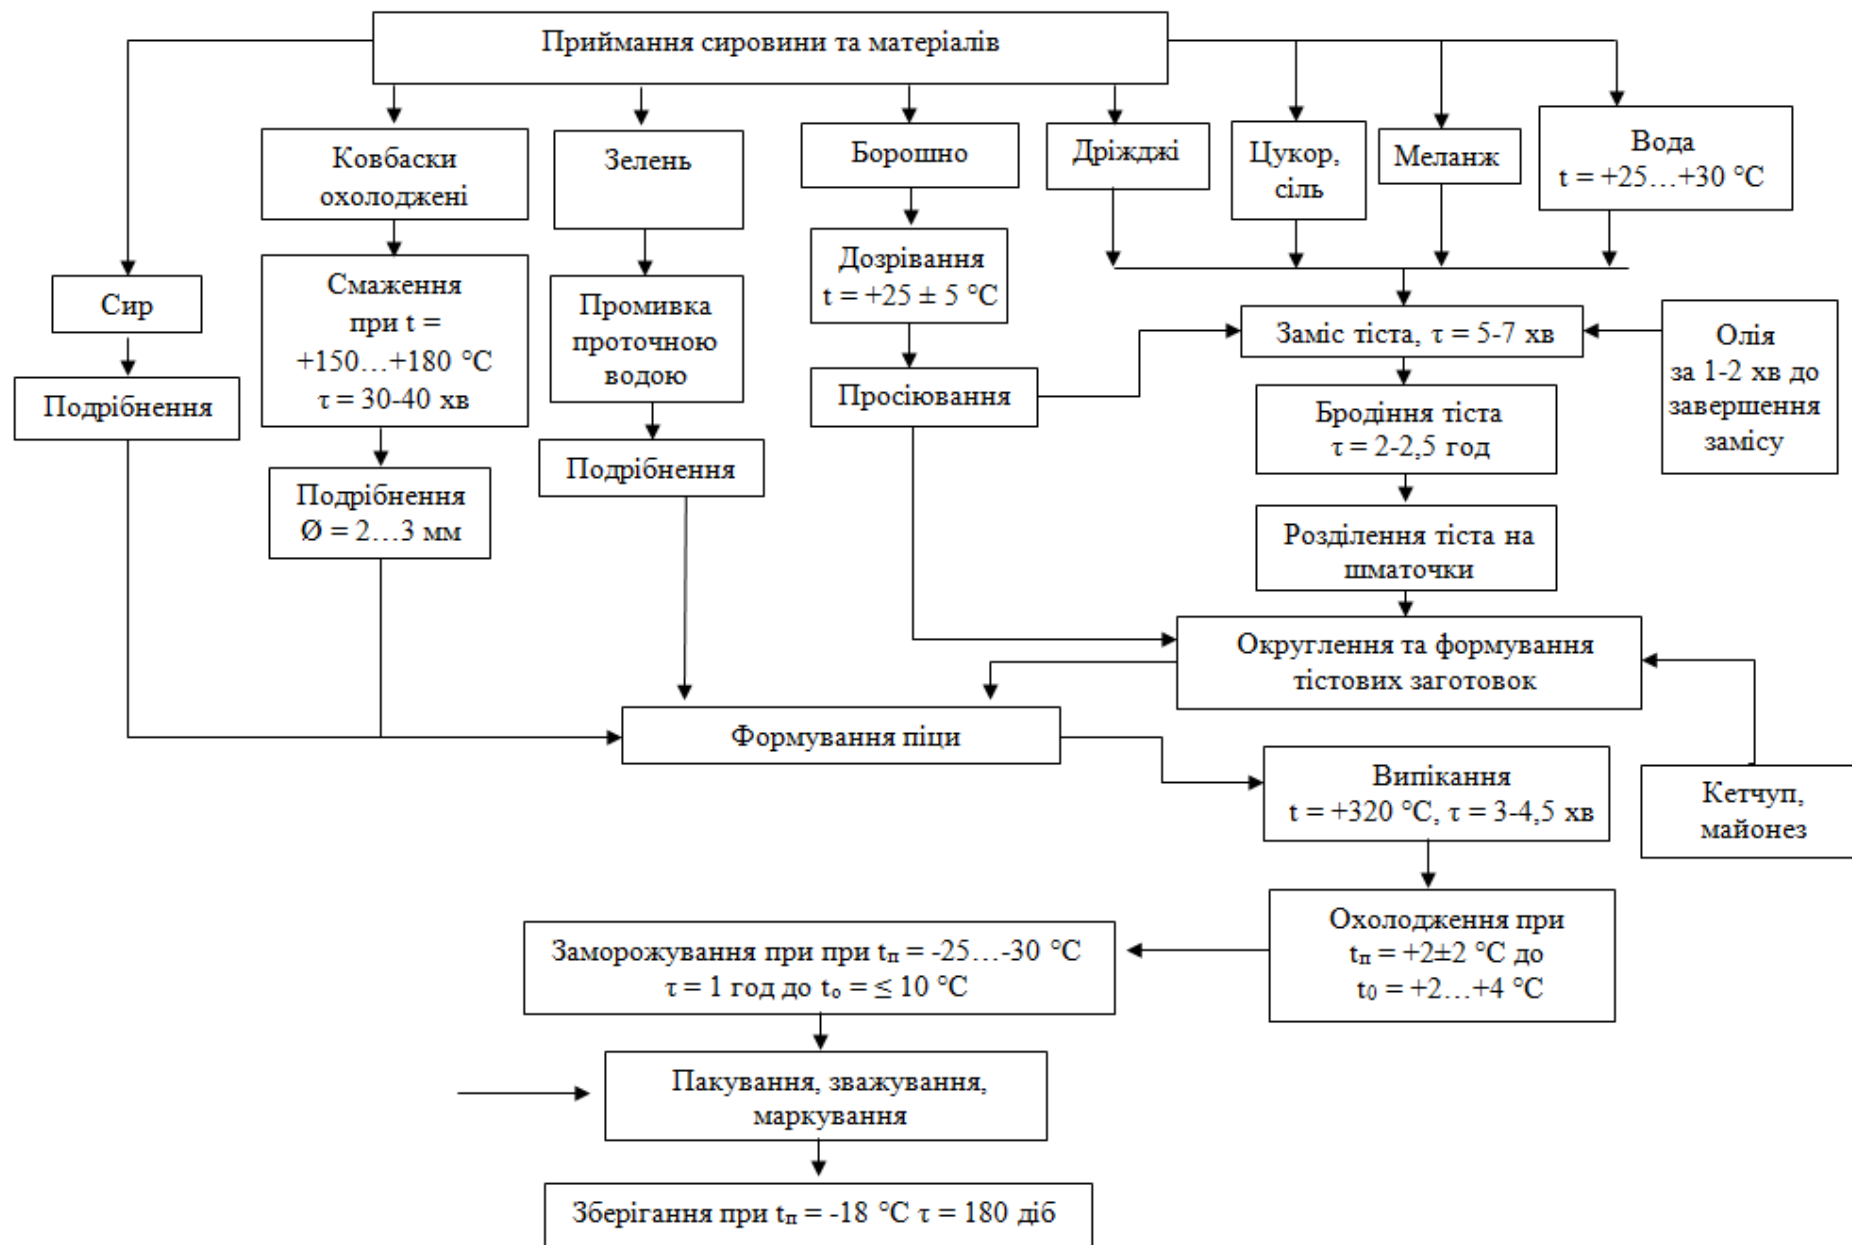 Приймання сировини та матеріалів
Ковбаски
охолоджені
Зелень
Борошно
Дріжджі
Цукор,
сіль
Меланж
Вода
t = +25…+30 °C
Сир
Смаження
при t =
+150…+180 °C
τ = 30-40 хв
Промивка
проточною
водою
Дозрівання
t = +25 ± 5 °C
Заміс тіста, τ = 5-7 хв
Олія
за 1-2 хв до
завершення
замісу
Подрібнення
Просіювання
Бродіння тіста
τ = 2-2,5 год
Подрібнення
Ø = 2…3 мм
Подрібнення
Розділення тіста на
шматочки
Округлення та формування
тістових заготовок
Формування піци
Випікання
t = +320 °C, τ = 3-4,5 хв
Кетчуп,
майонез
Охолодження при
tп = +2±2 °C до
t0 = +2…+4 °C
Заморожування при при tп = -25…-30 °C
τ = 1 год до to = ≤ 10 °C
Пакування, зважування,
маркування
Зберігання при tп = -18 °C τ = 180 діб